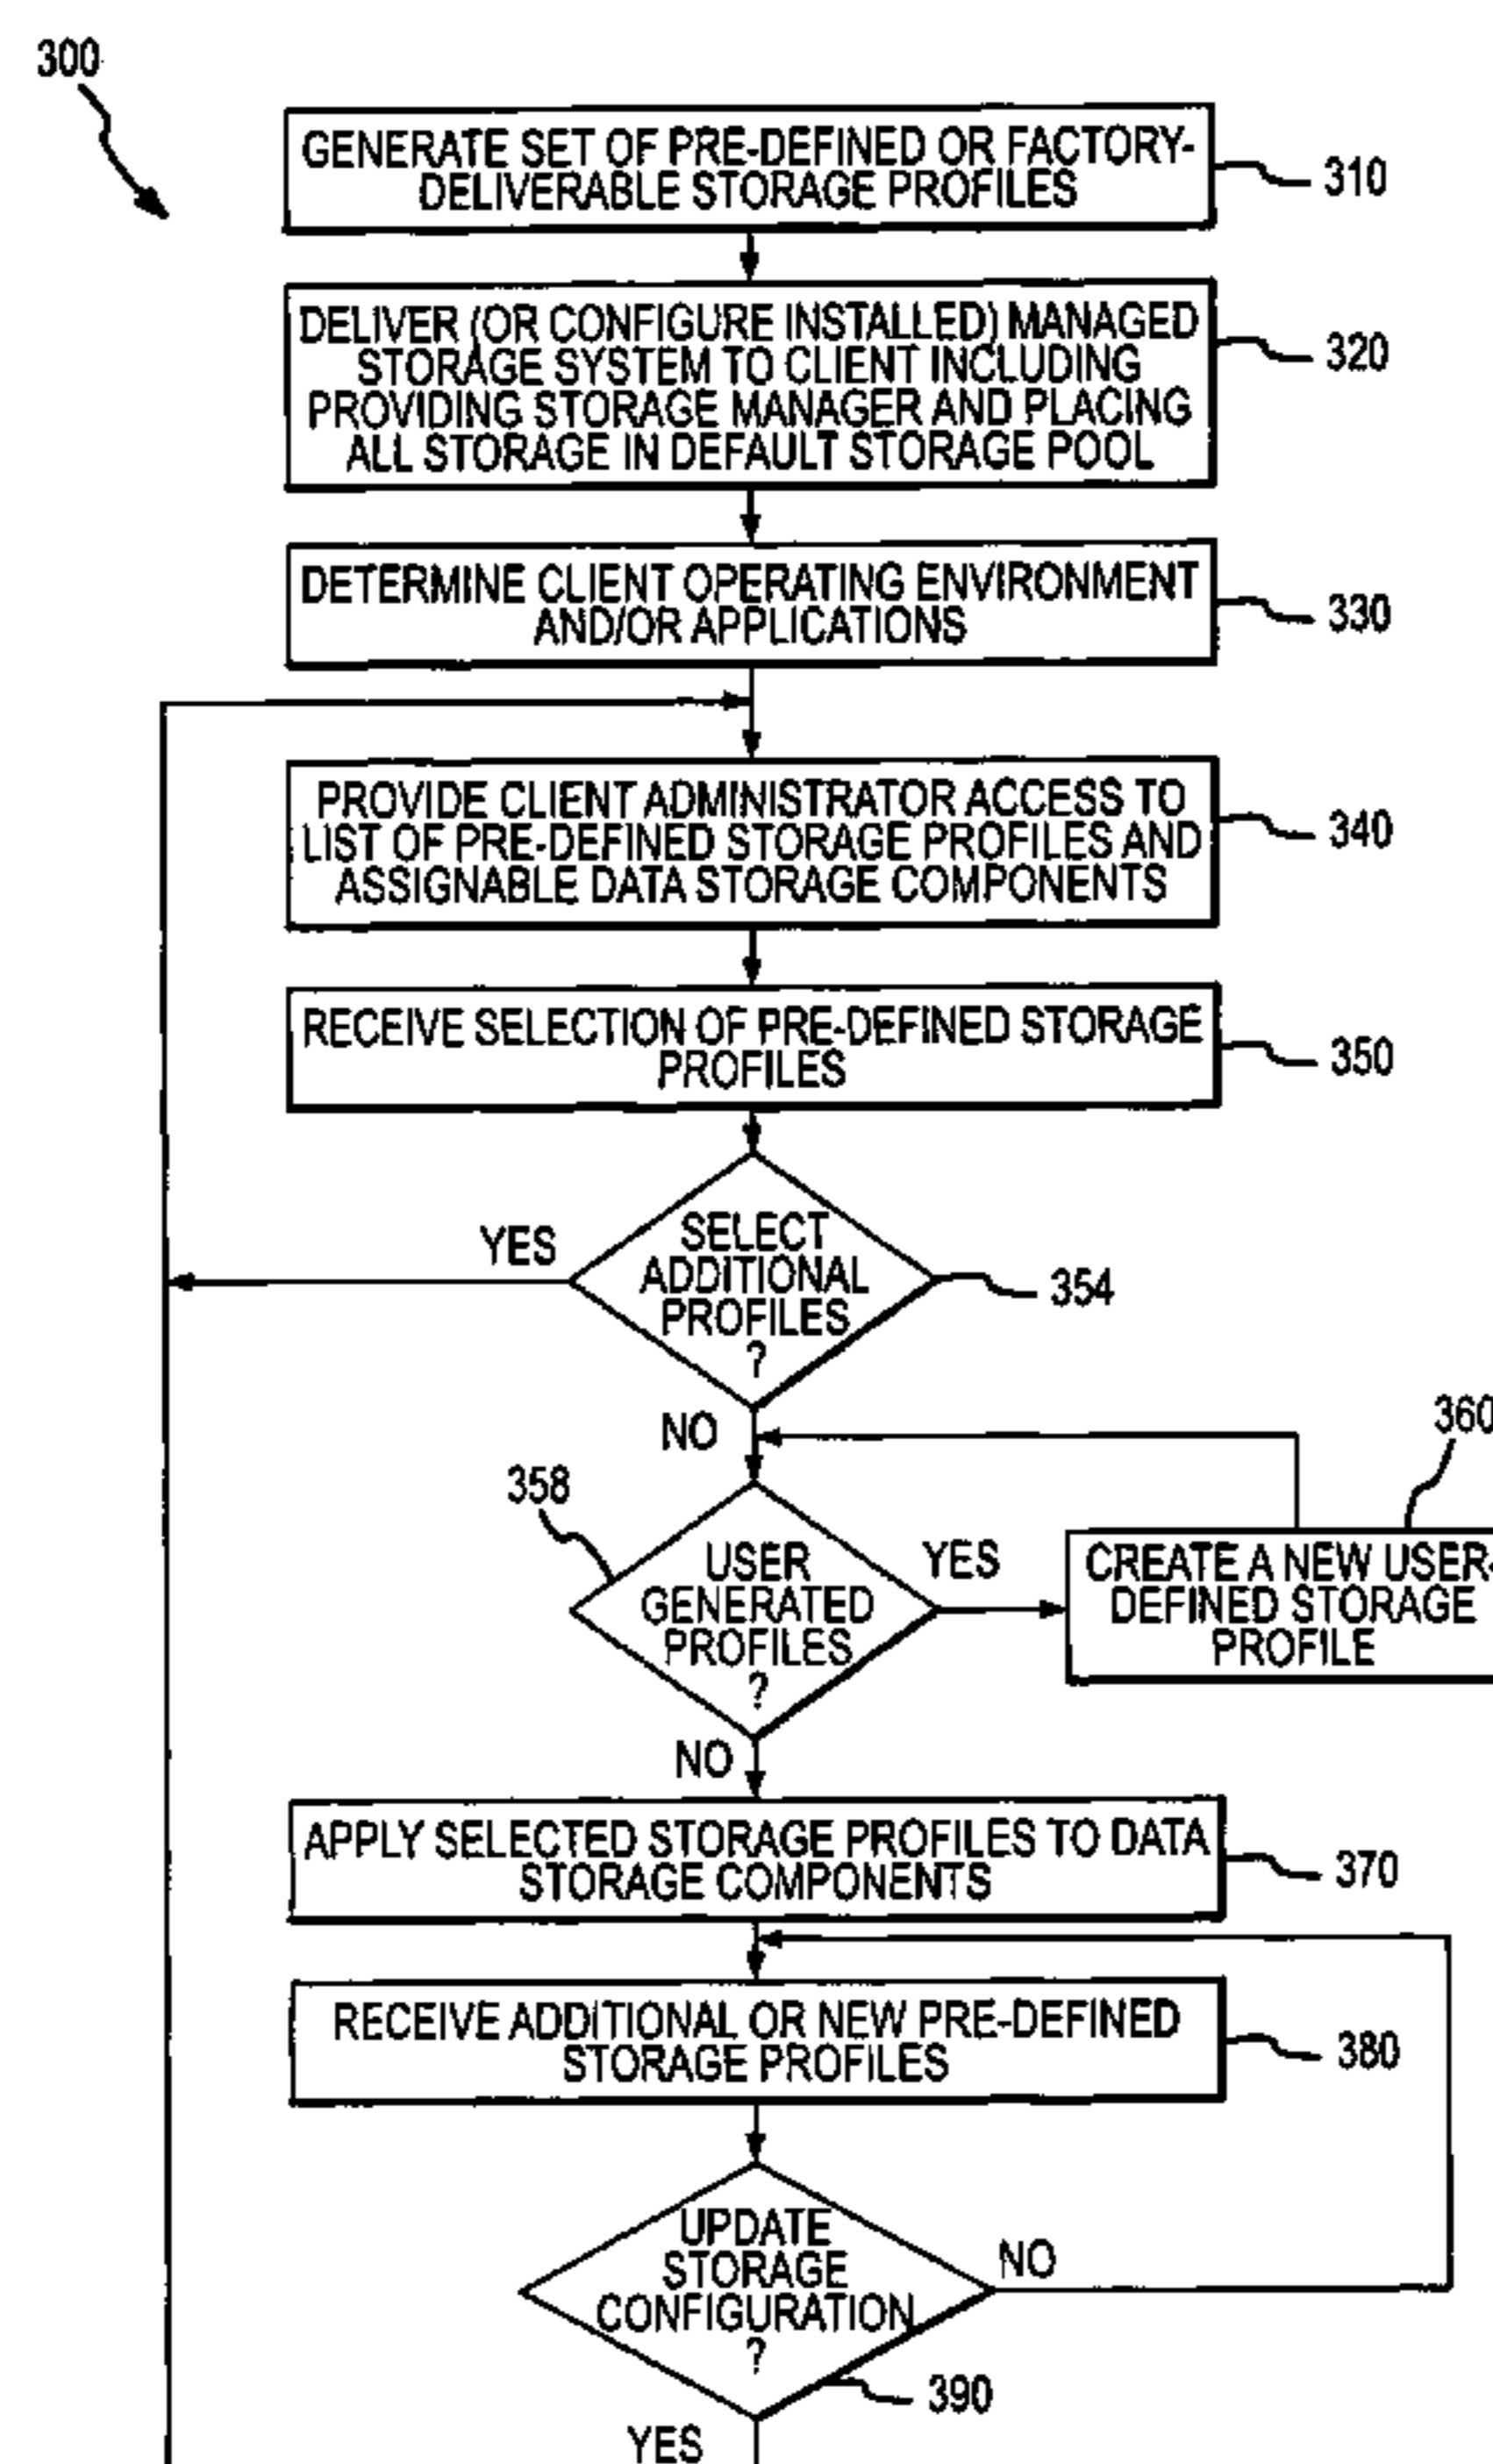 300
GENERATE SET OF PRE-DEFINED OR FACTORY-
DELIVERABLE STORAGE PROFILES
310
DELIVER (OR CONFIGURE INSTALLED) MANAGED
STORAGE SYSTEM TO CLIENT INCLUDING
PROVIDING STORAGE MANAGER AND PLACING
ALL STORAGE IN DEFAULT STORAGE POOL
320
DETERMINE CLIENT OPERATING ENVIRONMENT
AND/OR APPLICATIONS
330
PROVIDE CLIENT ADMINISTRATOR ACCESS TO
LIST OF PRE-DEFINED STORAGE PROFILES AND
ASSIGNABLE DATA STORAGE COMPONENTS
340
RECEIVE SELECTION OF PRE-DEFINED STORAGE
PROFILES
350
YES
SELECT
ADDITIONAL
PROFILES
?
354
NO
360
358
USER
GENERATED
PROFILES
?
YES
CREATE A NEW USER-
DEFINED STORAGE
PROFILE
NO
APPLY SELECTED STORAGE PROFILES TO DATA
STORAGE COMPONENTS
370
RECEIVE ADDITIONAL OR NEW PRE-DEFINED
STORAGE PROFILES
380
UPDATE
STORAGE
CONFIGURATION
?
NO
390
YES